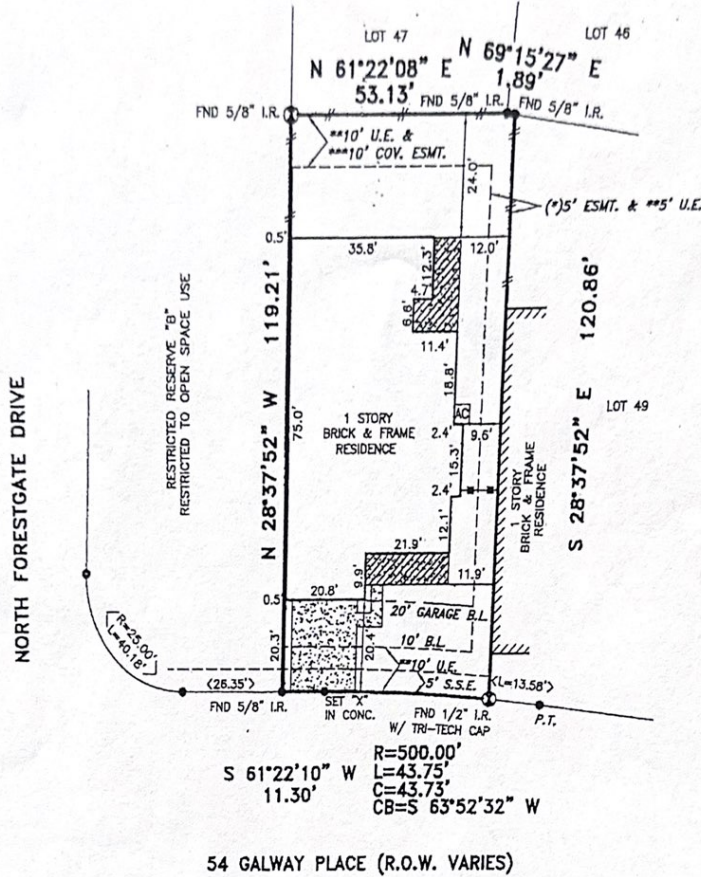 LOT 47
LOT 46
N 61°22'08" E
53.13'
N 69°15'27" E
1.89'
FND 5/8" I.R.
FND 5/8" I.R.
FND 5/8" I.R.
**10' U.E. &
***10' COV. ESMT.
24.0'
(*)5' ESMT. & **5' U.E.
0.5'
35.8'
12.0'
12.3'
4.7'
6.8'
11.4'
18.8'
AC
2.4'
9.6'
15.3'
2.4'
12.1'
21.9'
11.9'
9.9'
20.8'
0.5'
75.0'
1 STORY
BRICK & FRAME
RESIDENCE
N 28°37'52" W 119.21'
RESTRICTED RESERVE "B"
RESTRICTED TO OPEN SPACE USE
NORTH FORESTGATE DRIVE
S 28°37'52" E 120.86'
LOT 49
1 STORY
BRICK & FRAME
RESIDENCE
20' GARAGE B.L.
10' B.L.
20.3'
20.4'
**10' U.E.
5' S.S.E.
R=25.00'
L=40.18'
<26.35'>
<L=13.58'>
FND 5/8" I.R.
SET "X"
IN CONC.
FND 1/2" I.R.
W/ TRI-TECH CAP
P.T.
S 61°22'10" W
11.30'
R=500.00'
L=43.75'
C=43.73'
CB=S 63°52'32" W
54 GALWAY PLACE (R.O.W. VARIES)